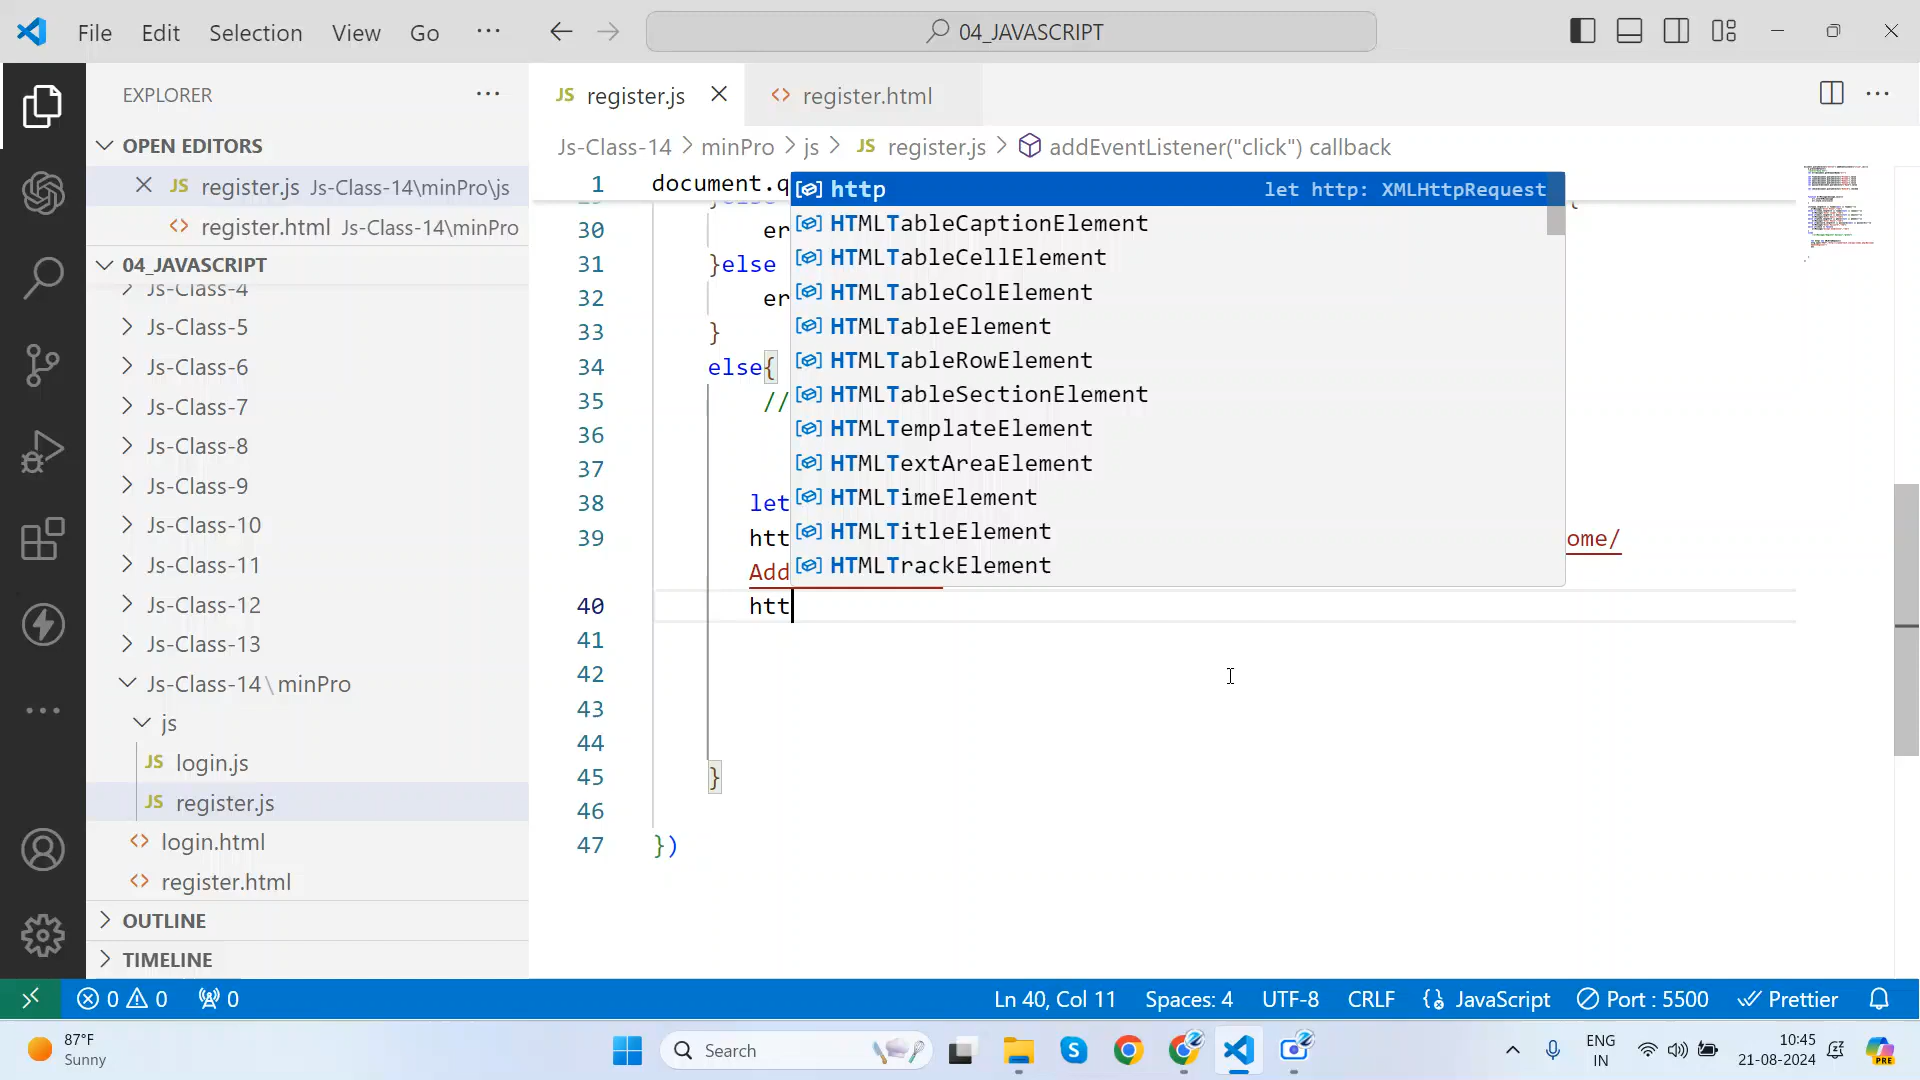 File Edit Selection View Go ···
04_JAVASCRIPT
EXPLORER
OPEN EDITORS
JS register.js Js-Class-14\minPro\js
<> register.html Js-Class-14\minPro
04_JAVASCRIPT
Js-Class-4
Js-Class-5
Js-Class-6
Js-Class-7
Js-Class-8
Js-Class-9
Js-Class-10
Js-Class-11
Js-Class-12
Js-Class-13
Js-Class-14\minPro
js
JS login.js
JS register.js
<> login.html
<> register.html
OUTLINE
TIMELINE
JS register.js <> register.html
Js-Class-14 > minPro > js > JS register.js > addEventListener("click") callback
1 document.q
http let http: XMLHttpRequest
HTMLTableCaptionElement
HTMLTableCellElement
HTMLTableColElement
HTMLTableElement
HTMLTableRowElement
HTMLTableSectionElement
HTMLTemplateElement
HTMLTextAreaElement
HTMLTimeElement
HTMLTitleElement
HTMLTrackElement
30 er
31 }else
32 er
33 }
34 else{
35 //
36
37
38 let
39 htt ome/
Add
40 htt
41
42
43
44
45 }
46
47 })
0 0 0
Ln 40, Col 11 Spaces: 4 UTF-8 CRLF {} JavaScript Port : 5500 Prettier
87°F
Sunny
Search
ENG
IN
10:45
21-08-2024
PRE